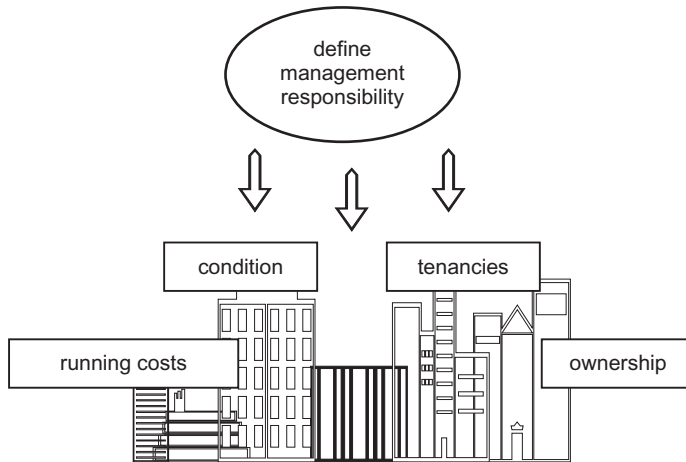 define
management
responsibility
condition
tenancies
running costs
ownership